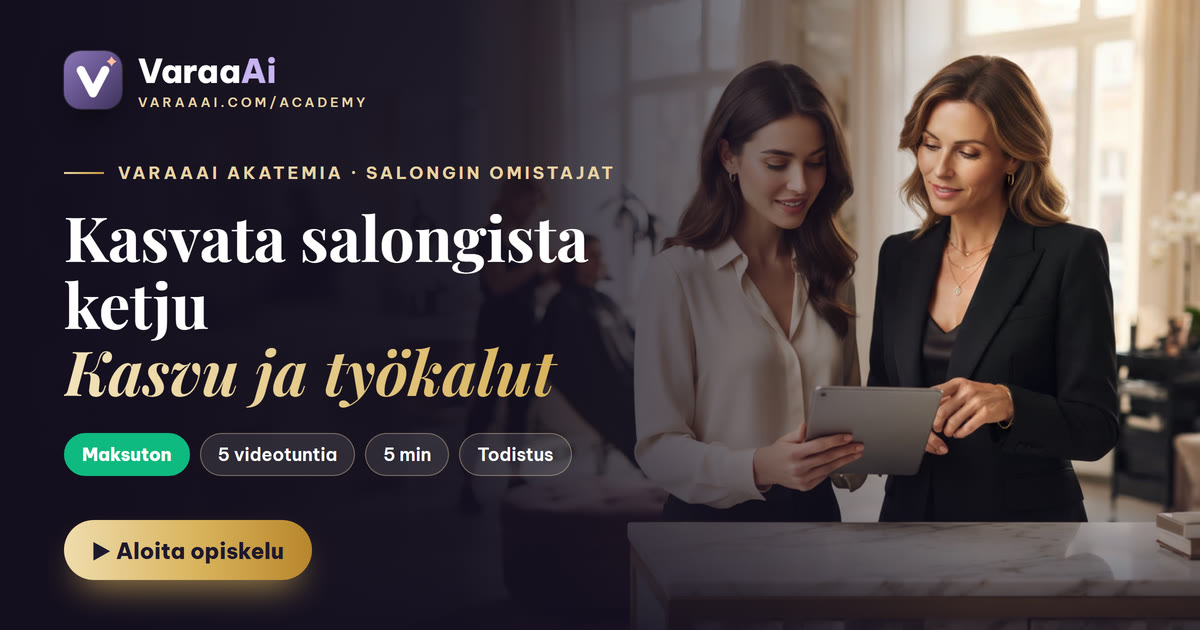 V
VaraaAi
VARAAAI.COM/ACADEMY
VARAAAI AKATEMIA · SALONGIN OMISTAJAT
Kasvata salongista
ketju
Kasvu ja työkalut
Maksuton
5 videotuntia
5 min
Todistus
▶ Aloita opiskelu